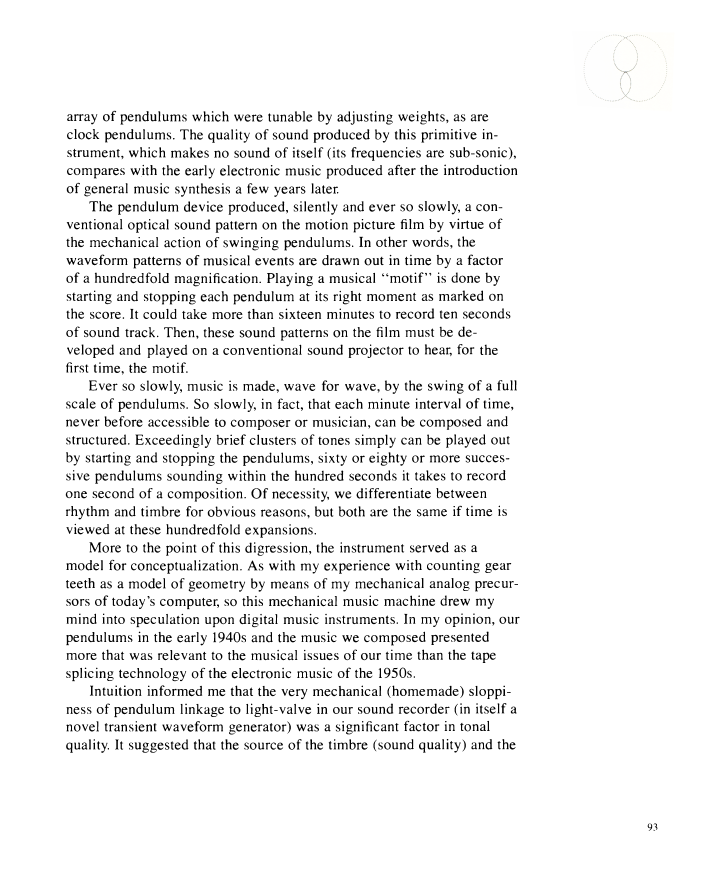 array of pendulums which were tunable by adjusting weights, as are
clock pendulums. The quality of sound produced by this primitive in-
strument, which makes no sound of itself (its frequencies are sub-sonic),
compares with the early electronic music produced after the introduction
of general music synthesis a few years later.
The pendulum device produced, silently and ever so slowly, a con-
ventional optical sound pattern on the motion picture film by virtue of
the mechanical action of swinging pendulums. In other words, the
waveform patterns of musical events are drawn out in time by a factor
of a hundredfold magnification. Playing a musical “motif” is done by
starting and stopping each pendulum at its right moment as marked on
the score. It could take more than sixteen minutes to record ten seconds
of sound track. Then, these sound patterns on the film must be de-
veloped and played on a conventional sound projector to hear, for the
first time, the motif.
Ever so slowly, music is made, wave for wave, by the swing of a full
scale of pendulums. So slowly, in fact, that each minute interval of time,
never before accessible to composer or musician, can be composed and
structured. Exceedingly brief clusters of tones simply can be played out
by starting and stopping the pendulums, sixty or eighty or more succes-
sive pendulums sounding within the hundred seconds it takes to record
one second of a composition. Of necessity, we differentiate between
rhythm and timbre for obvious reasons, but both are the same if time is
viewed at these hundredfold expansions.
More to the point of this digression, the instrument served as a
model for conceptualization. As with my experience with counting gear
teeth as a model of geometry by means of my mechanical analog precur-
sors of today's computer, so this mechanical music machine drew my
mind into speculation upon digital music instruments. In my opinion, our
pendulums in the early 1940s and the music we composed presented
more that was relevant to the musical issues of our time than the tape
splicing technology of the electronic music of the 1950s.
Intuition informed me that the very mechanical (homemade) sloppi-
ness of pendulum linkage to light-valve in our sound recorder (in itself a
novel transient waveform generator) was a significant factor in tonal
quality. It suggested that the source of the timbre (sound quality) and the
93